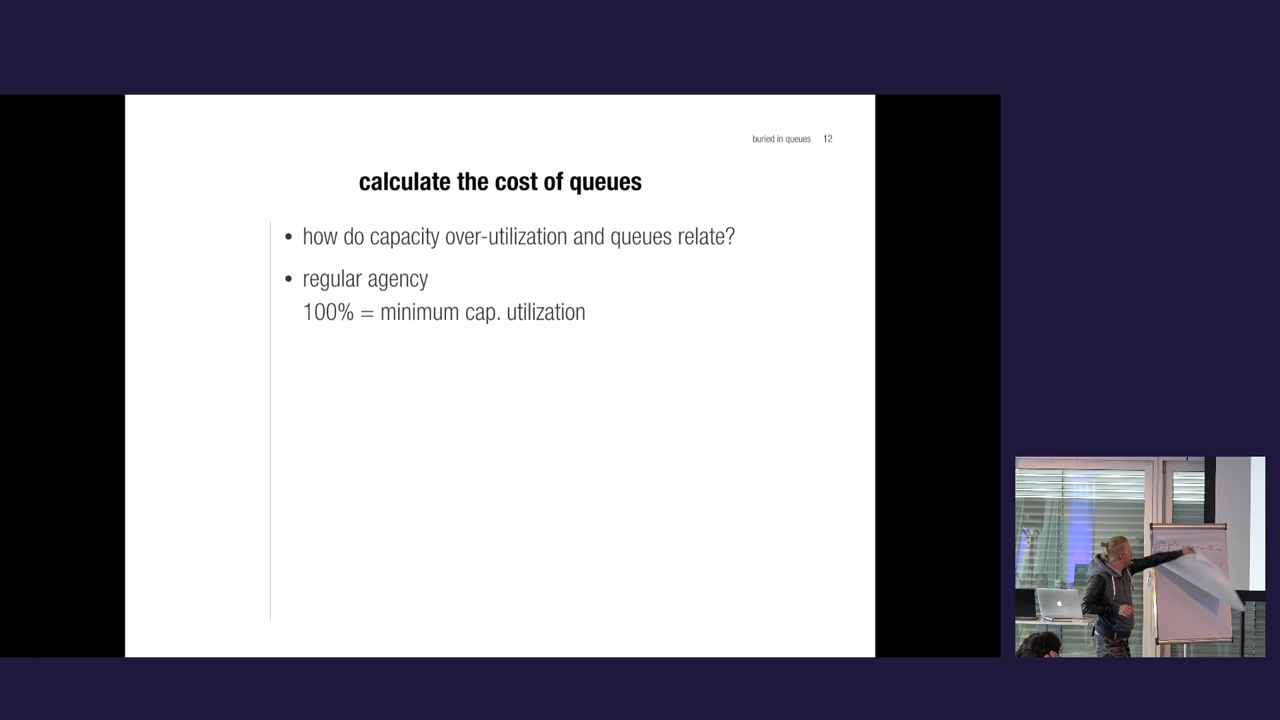 buried in queues 12
calculate the cost of queues
• how do capacity over-utilization and queues relate?
• regular agency
100% = minimum cap. utilization